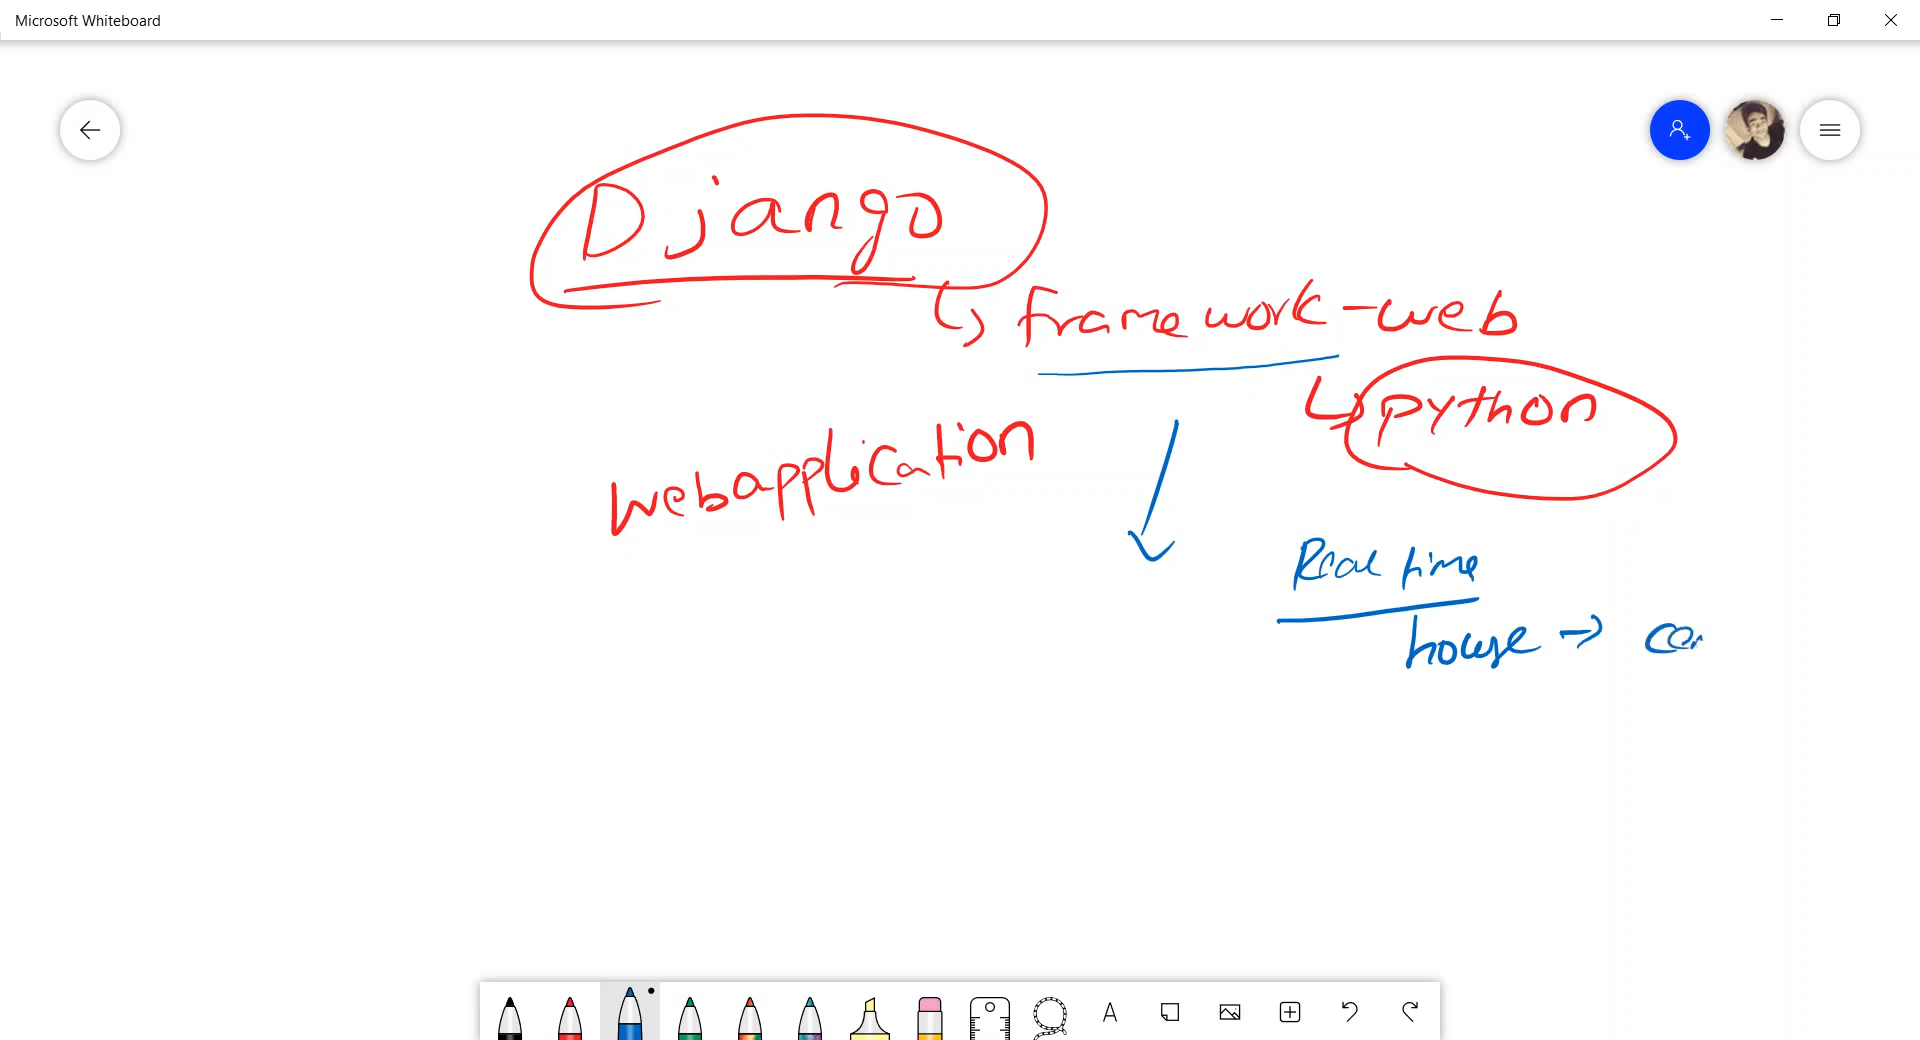 Microsoft Whiteboard
Django
framework-web
python
webapplication
Real time
house →
A